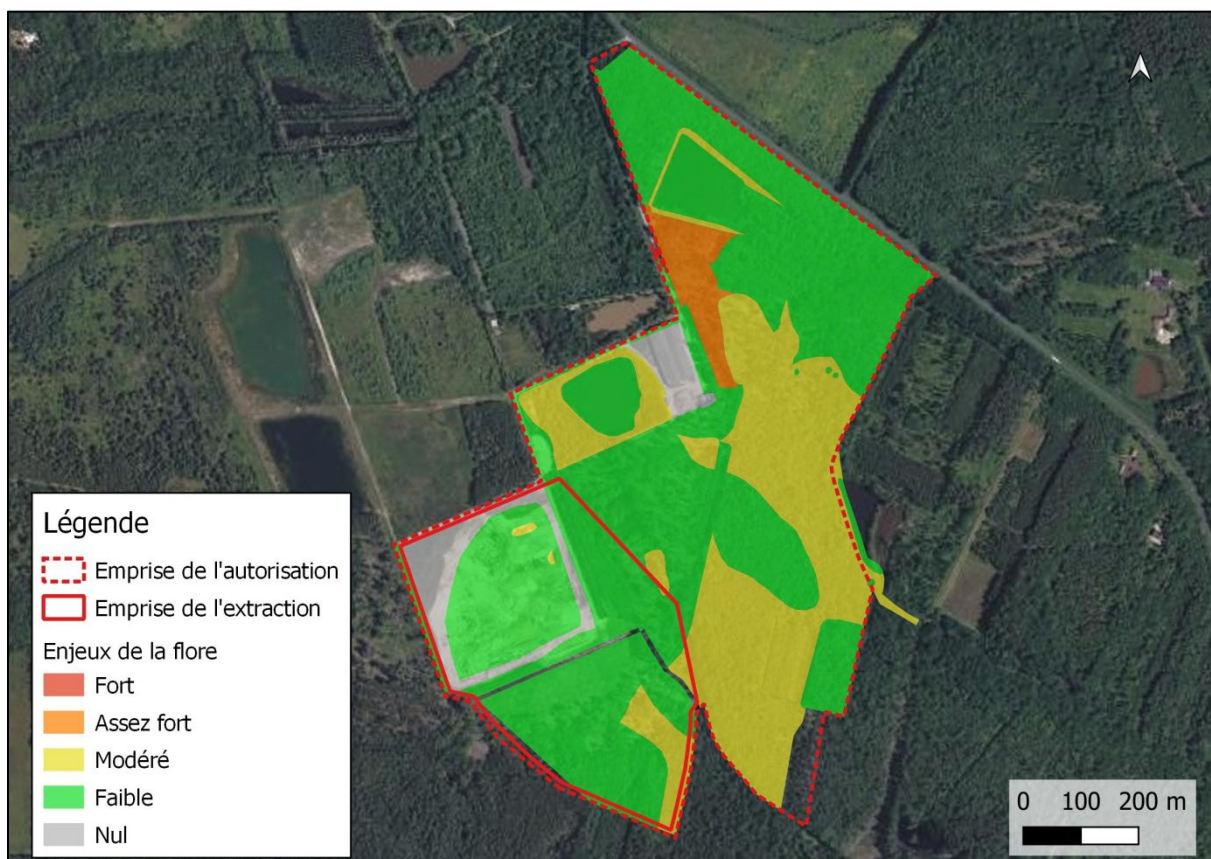 Légende
Emprise de l'autorisation
Emprise de l'extraction
Enjeux de la flore
Fort
Assez fort
Modéré
Faible
Nul
0 100 200 m